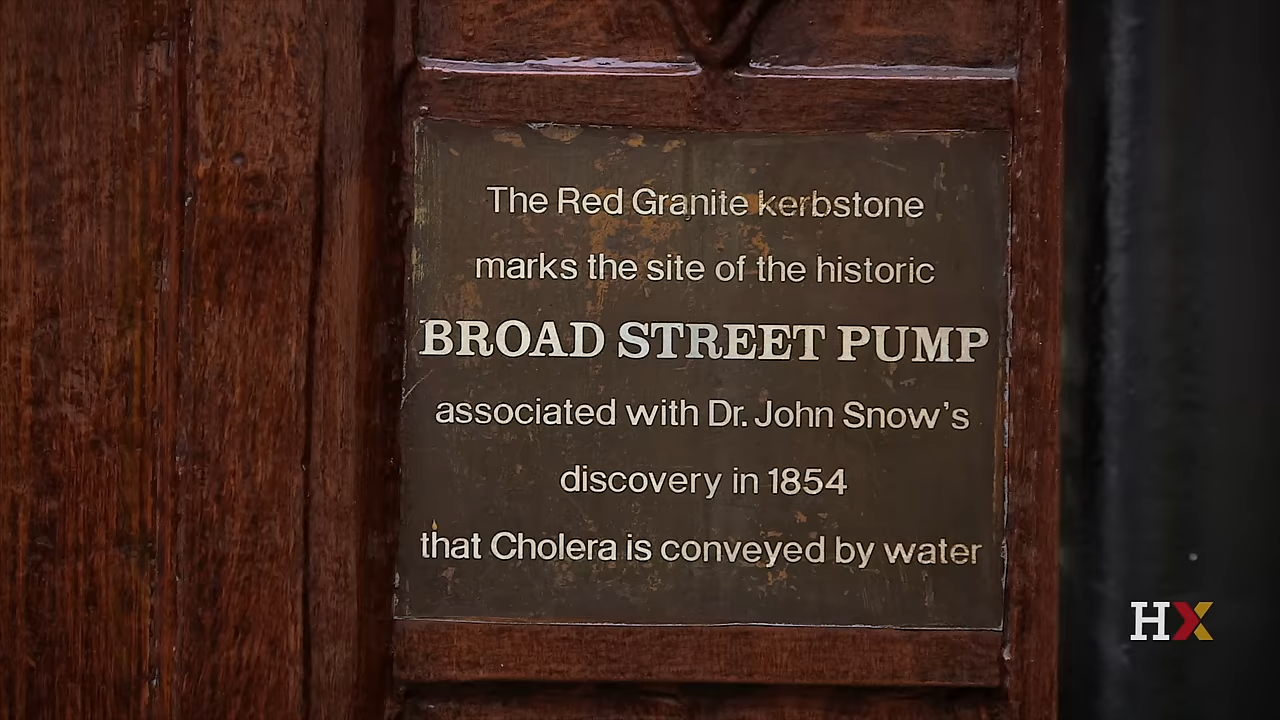 The Red Granite kerbstone
marks the site of the historic
BROAD STREET PUMP
associated with Dr. John Snow's
discovery in 1854
that Cholera is conveyed by water
HX